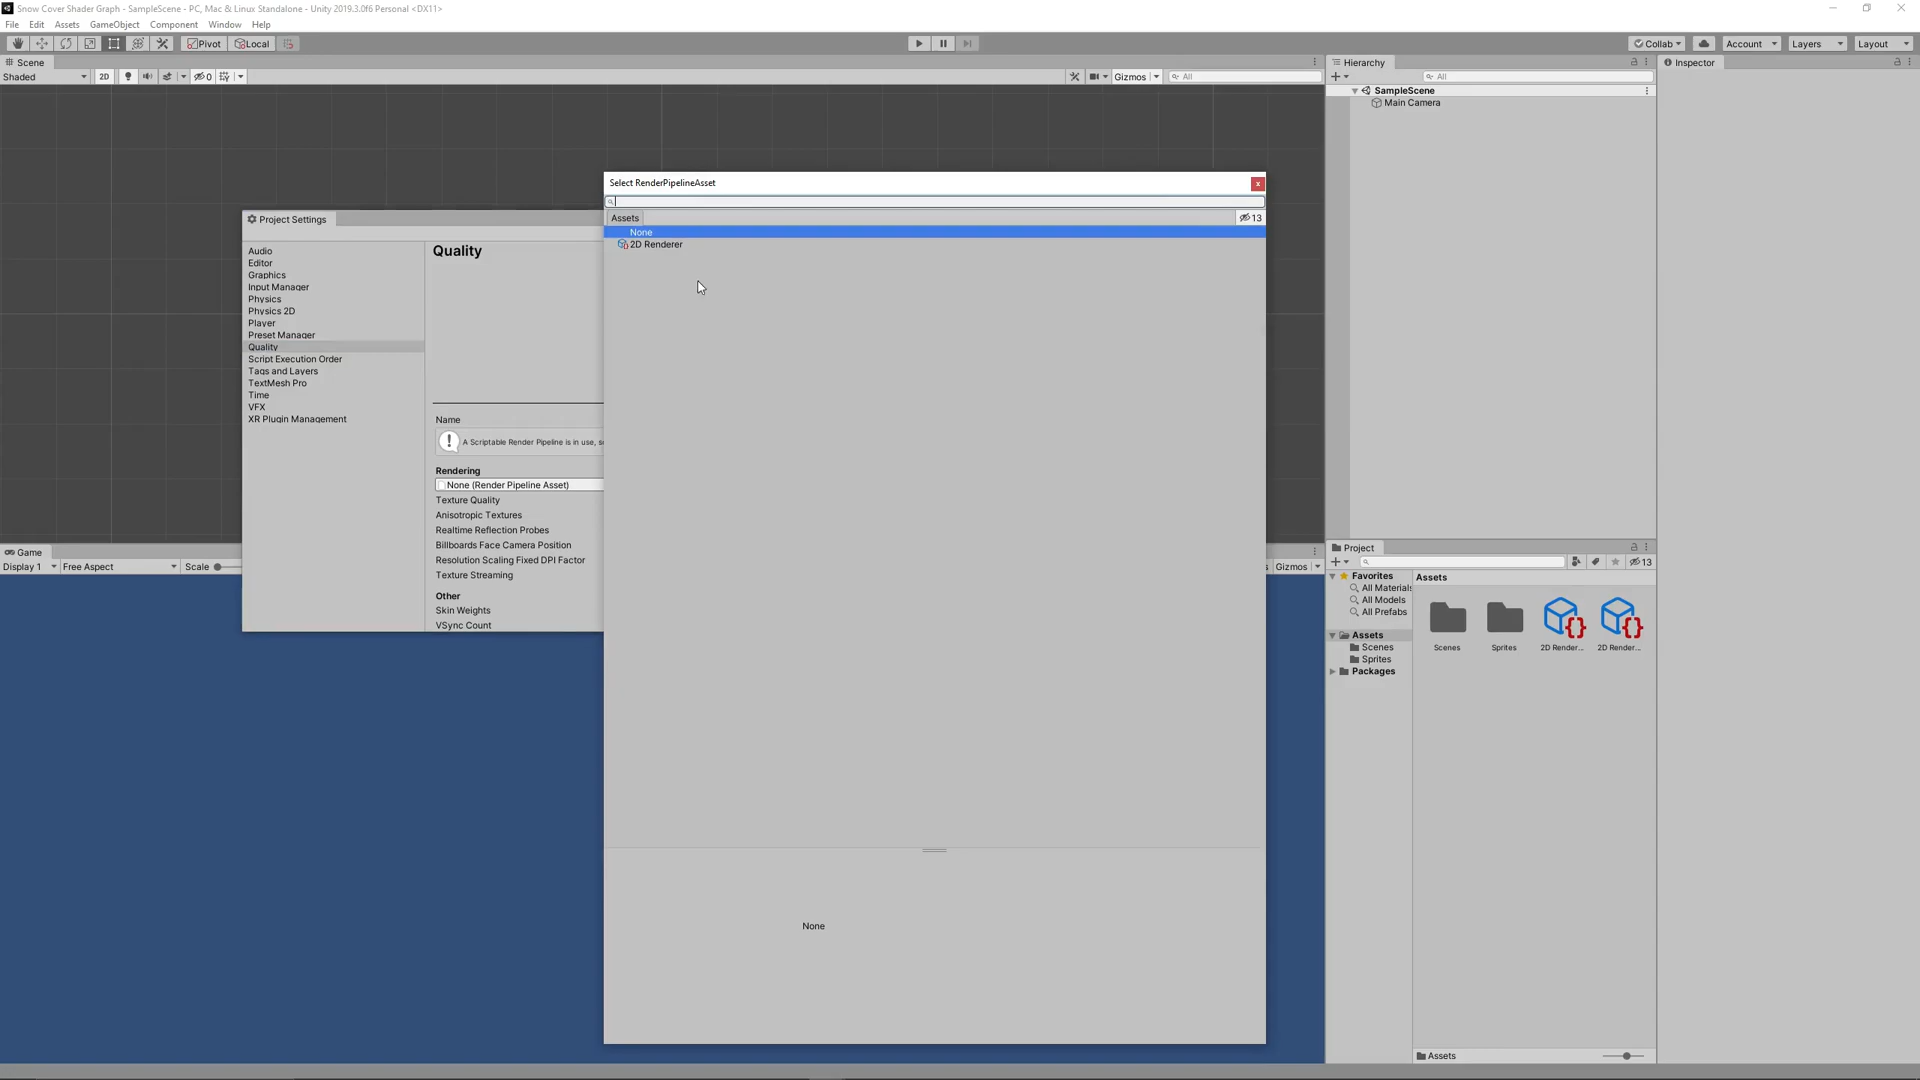 Snow Cover Shader Graph - SampleScene - PC, Mac & Linux Standalone - Unity 2019.3.0f6 Personal <DX11>
File Edit Assets GameObject Component Window Help
Pivot Local Collab Account Layers Layout
Scene
Shaded 2D 0 Gizmos All
Hierarchy
All
SampleScene
Main Camera
Inspector
Select RenderPipelineAsset
x
Assets 13
None
2D Renderer
None
Project Settings
Audio
Editor
Graphics
Input Manager
Physics
Physics 2D
Player
Preset Manager
Quality
Script Execution Order
Tags and Layers
TextMesh Pro
Time
VFX
XR Plugin Management
Quality
Name
! A Scriptable Render Pipeline is in use, s
Rendering
None (Render Pipeline Asset)
Texture Quality
Anisotropic Textures
Realtime Reflection Probes
Billboards Face Camera Position
Resolution Scaling Fixed DPI Factor
Texture Streaming
Other
Skin Weights
VSync Count
Game
Display 1 Free Aspect Scale s Gizmos
Project
13
Favorites
All Materials
All Models
All Prefabs
Assets
Scenes
Sprites
Packages
Assets
Scenes Sprites 2D Render... 2D Render...
Assets